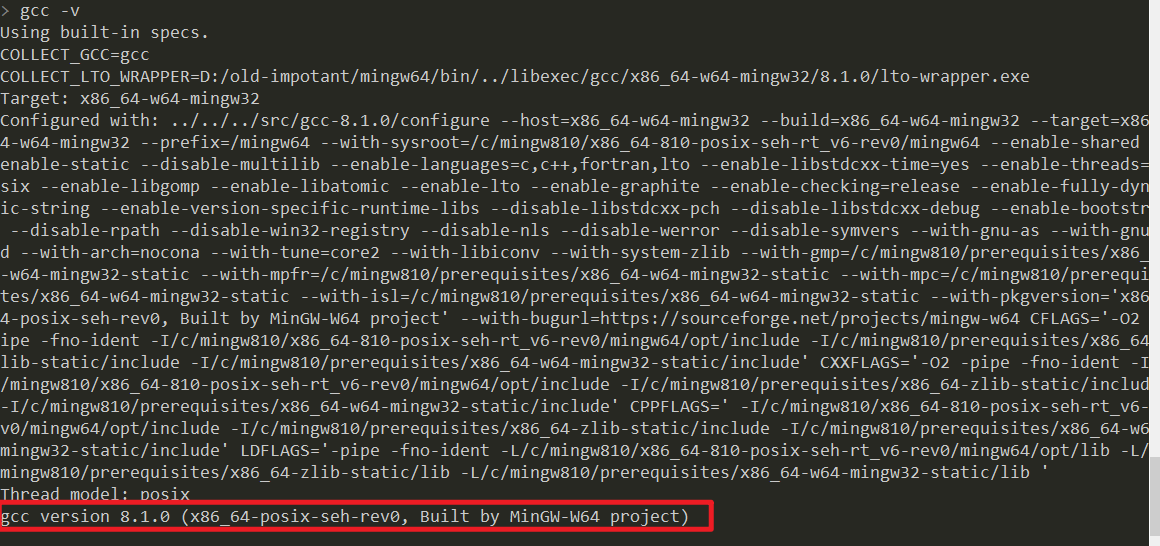 > gcc -v
Using built-in specs.
COLLECT_GCC=gcc
COLLECT_LTO_WRAPPER=D:/old-impotant/mingw64/bin/../libexec/gcc/x86_64-w64-mingw32/8.1.0/lto-wrapper.exe
Target: x86_64-w64-mingw32
Configured with: ../../../src/gcc-8.1.0/configure --host=x86_64-w64-mingw32 --build=x86_64-w64-mingw32 --target=x86
4-w64-mingw32 --prefix=/mingw64 --with-sysroot=/c/mingw810/x86_64-810-posix-seh-rt_v6-rev0/mingw64 --enable-shared
enable-static --disable-multilib --enable-languages=c,c++,fortran,lto --enable-libstdcxx-time=yes --enable-threads=
six --enable-libgomp --enable-libatomic --enable-lto --enable-graphite --enable-checking=release --enable-fully-dyn
ic-string --enable-version-specific-runtime-libs --disable-libstdcxx-pch --disable-libstdcxx-debug --enable-bootstr
--disable-rpath --disable-win32-registry --disable-nls --disable-werror --disable-symvers --with-gnu-as --with-gnu
d --with-arch=nocona --with-tune=core2 --with-libiconv --with-system-zlib --with-gmp=/c/mingw810/prerequisites/x86_
-w64-mingw32-static --with-mpfr=/c/mingw810/prerequisites/x86_64-w64-mingw32-static --with-mpc=/c/mingw810/prerequi
tes/x86_64-w64-mingw32-static --with-isl=/c/mingw810/prerequisites/x86_64-w64-mingw32-static --with-pkgversion='x86
4-posix-seh-rev0, Built by MinGW-W64 project' --with-bugurl=https://sourceforge.net/projects/mingw-w64 CFLAGS='-O2
ipe -fno-ident -I/c/mingw810/x86_64-810-posix-seh-rt_v6-rev0/mingw64/opt/include -I/c/mingw810/prerequisites/x86_64
lib-static/include -I/c/mingw810/prerequisites/x86_64-w64-mingw32-static/include' CXXFLAGS='-O2 -pipe -fno-ident -I
/mingw810/x86_64-810-posix-seh-rt_v6-rev0/mingw64/opt/include -I/c/mingw810/prerequisites/x86_64-zlib-static/includ
-I/c/mingw810/prerequisites/x86_64-w64-mingw32-static/include' CPPFLAGS=' -I/c/mingw810/x86_64-810-posix-seh-rt_v6-
v0/mingw64/opt/include -I/c/mingw810/prerequisites/x86_64-zlib-static/include -I/c/mingw810/prerequisites/x86_64-w6
mingw32-static/include' LDFLAGS='-pipe -fno-ident -L/c/mingw810/x86_64-810-posix-seh-rt_v6-rev0/mingw64/opt/lib -L/
mingw810/prerequisites/x86_64-zlib-static/lib -L/c/mingw810/prerequisites/x86_64-w64-mingw32-static/lib '
Thread model: posix
gcc version 8.1.0 (x86_64-posix-seh-rev0, Built by MinGW-W64 project)